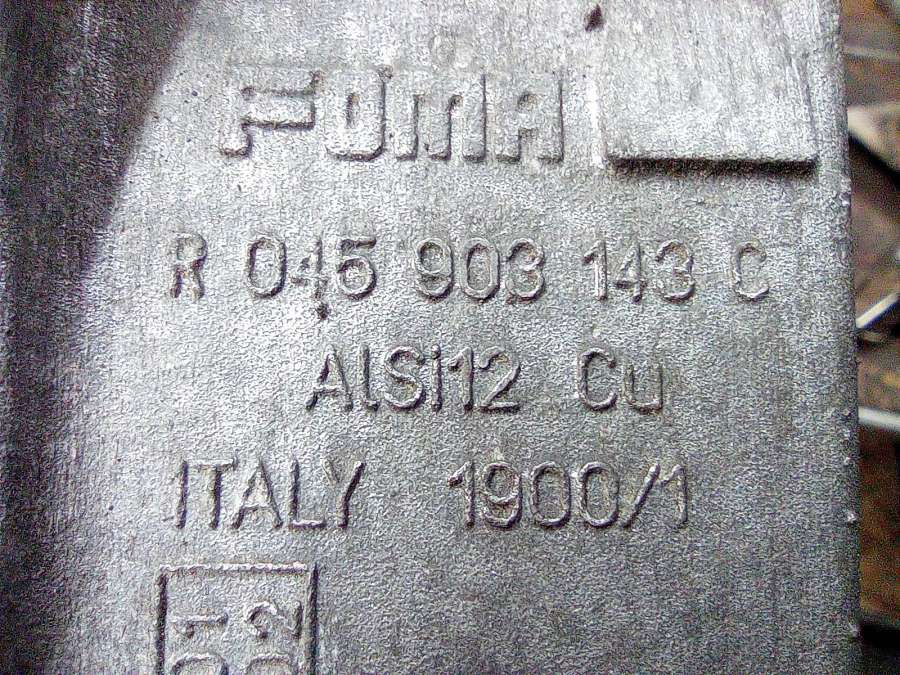 FOMA
R 045 903 143 C
AlSi12 Cu
ITALY 1900/1